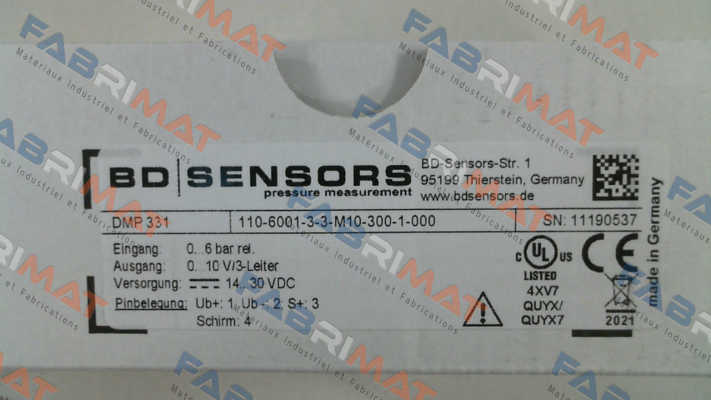 BD|SENSORS
pressure measurement
BD-Sensors-Str. 1
95199 Thierstein, Germany
www.bdsensors.de
DMP 331 110-6001-3-3-M10-300-1-000 SN: 11190537
Eingang: 0...6 bar rel.
Ausgang: 0...10 V/3-Leiter
Versorgung: 14...30 VDC
Pinbelegung: Ub+: 1; Ub-: 2; S+: 3
Schirm: 4
C UL US
LISTED
4XV7
QUYX/
QUYX7
2021
made in Germany
FABRIMAT
Matériaux Industriel et Fabrications